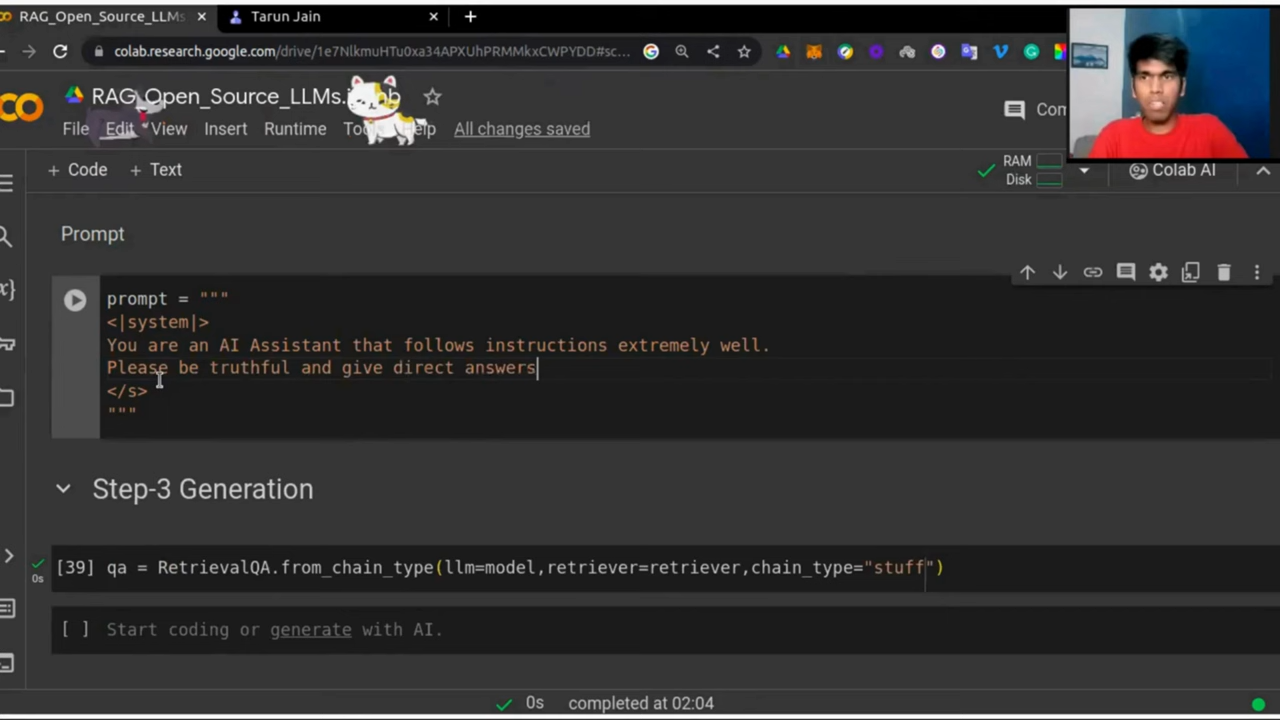 RAG_Open_Source_LLMs
Tarun Jain
colab.research.google.com/drive/1e7NlkmuHTu0xa34APXUhPRMMkxCWPYDD#sc...
RAG_Open_Source_LLMs.
File Edit View Insert Runtime Help All changes saved
+ Code + Text
RAM
Disk
Colab AI
Prompt
prompt = """
<|system|>
You are an AI Assistant that follows instructions extremely well.
Please be truthful and give direct answers
</s>
"""
Step-3 Generation
[39] qa = RetrievalQA.from_chain_type(llm=model,retriever=retriever,chain_type="stuff")
0s
[ ] Start coding or generate with AI.
0s completed at 02:04